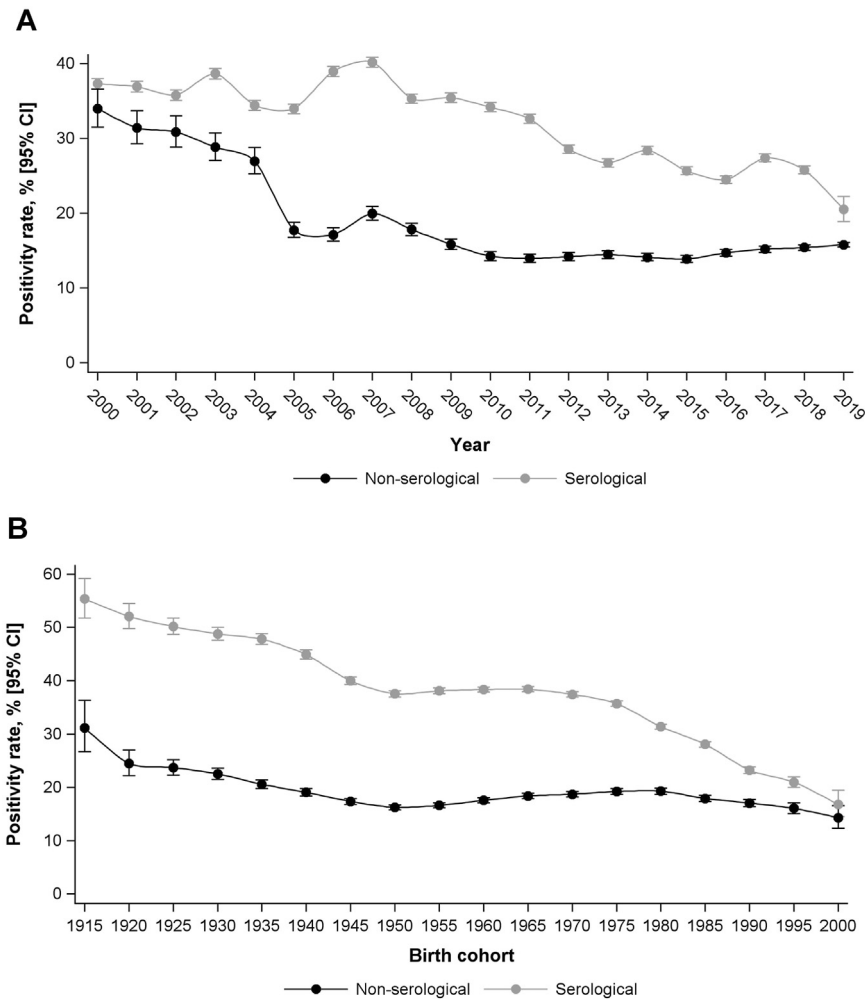 A
Positivity rate, % [95% CI]
40
30
20
10
0
2000 2001 2002 2003 2004 2005 2006 2007 2008 2009 2010 2011 2012 2013 2014 2015 2016 2017 2018 2019
Year
Non-serological Serological
B
Positivity rate, % [95% CI]
60
50
40
30
20
10
0
1915 1920 1925 1930 1935 1940 1945 1950 1955 1960 1965 1970 1975 1980 1985 1990 1995 2000
Birth cohort
Non-serological Serological